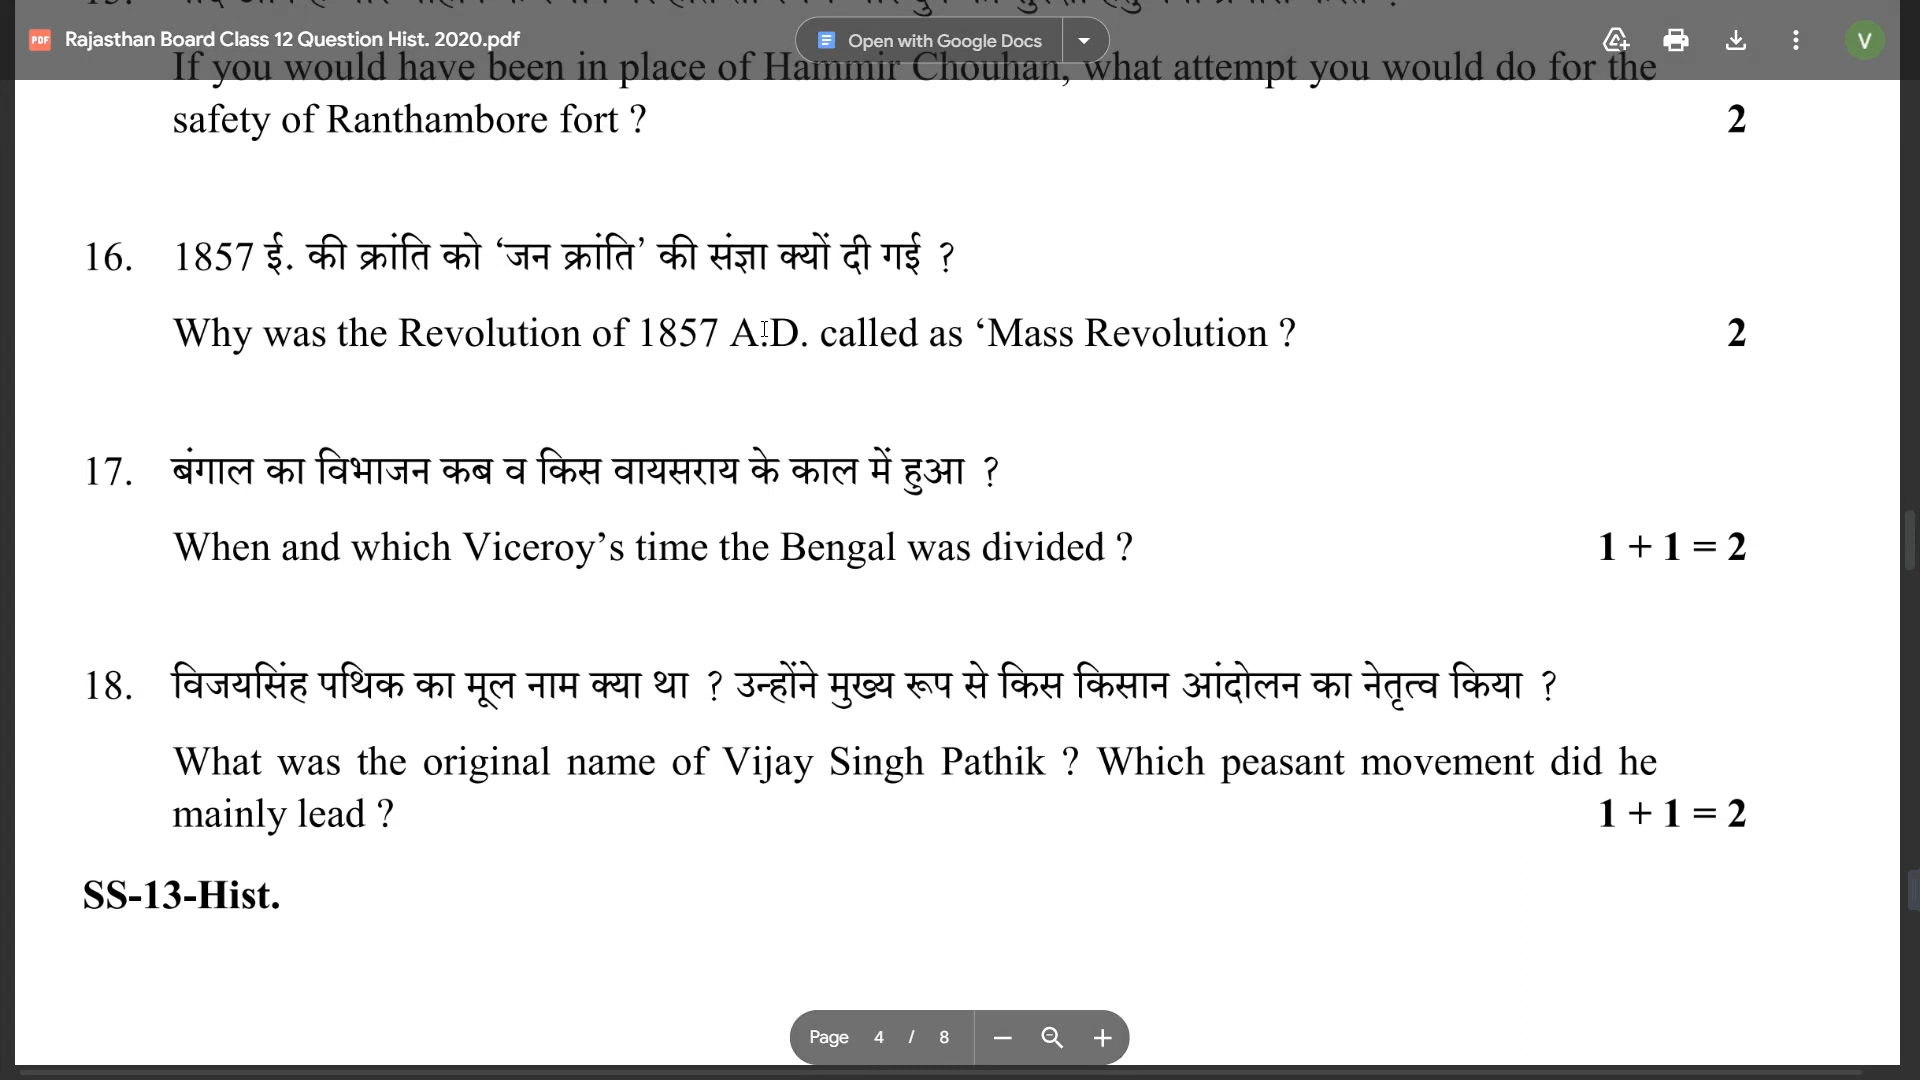 Rajasthan Board Class 12 Question Hist. 2020.pdf
Open with Google Docs
V
If you would have been in place of Hammir Chouhan, what attempt you would do for the
safety of Ranthambore fort ? 2
16. 1857 ई. की क्रांति को ‘जन क्रांति’ की संज्ञा क्यों दी गई ?
Why was the Revolution of 1857 A.D. called as ‘Mass Revolution ? 2
17. बंगाल का विभाजन कब व किस वायसराय के काल में हुआ ?
When and which Viceroy’s time the Bengal was divided ? 1 + 1 = 2
18. विजयसिंह पथिक का मूल नाम क्या था ? उन्होंने मुख्य रूप से किस किसान आंदोलन का नेतृत्व किया ?
What was the original name of Vijay Singh Pathik ? Which peasant movement did he
mainly lead ? 1 + 1 = 2
SS-13-Hist.
Page 4 / 8